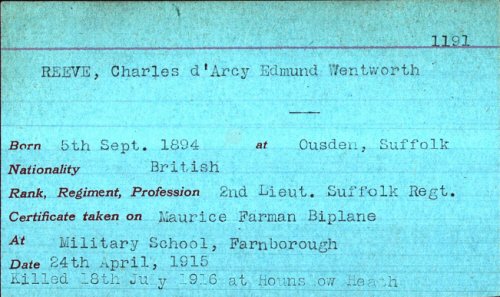 1191
REEVE, Charles d'Arcy Edmund Wentworth
Born 5th Sept. 1894 at Ousden, Suffolk
Nationality British
Rank, Regiment, Profession 2nd Lieut. Suffolk Regt.
Certificate taken on Maurice Farman Biplane
At Military School, Farnborough
Date 24th April, 1915
Killed 18th July 1916 at Hounslow Heath